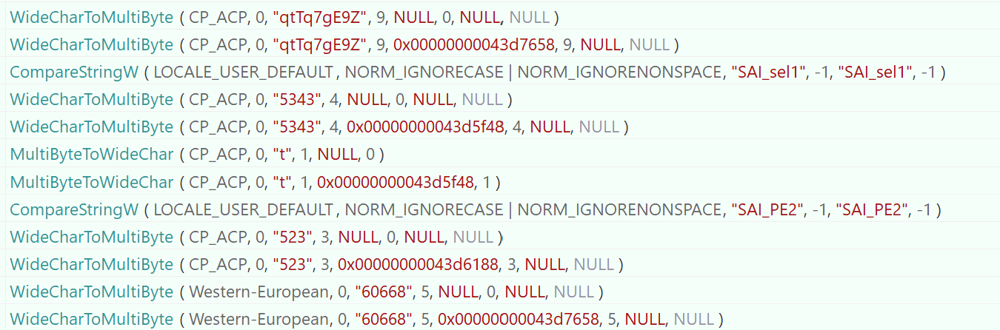 WideCharToMultiByte ( CP_ACP, 0, "qtTq7gE9Z", 9, NULL, 0, NULL, NULL )
WideCharToMultiByte ( CP_ACP, 0, "qtTq7gE9Z", 9, 0x00000000043d7658, 9, NULL, NULL )
CompareStringW ( LOCALE_USER_DEFAULT, NORM_IGNORECASE | NORM_IGNORENONSPACE, "SAI_sel1", -1, "SAI_sel1", -1 )
WideCharToMultiByte ( CP_ACP, 0, "5343", 4, NULL, 0, NULL, NULL )
WideCharToMultiByte ( CP_ACP, 0, "5343", 4, 0x00000000043d5f48, 4, NULL, NULL )
MultiByteToWideChar ( CP_ACP, 0, "t", 1, NULL, 0 )
MultiByteToWideChar ( CP_ACP, 0, "t", 1, 0x00000000043d5f48, 1 )
CompareStringW ( LOCALE_USER_DEFAULT, NORM_IGNORECASE | NORM_IGNORENONSPACE, "SAI_PE2", -1, "SAI_PE2", -1 )
WideCharToMultiByte ( CP_ACP, 0, "523", 3, NULL, 0, NULL, NULL )
WideCharToMultiByte ( CP_ACP, 0, "523", 3, 0x00000000043d6188, 3, NULL, NULL )
WideCharToMultiByte ( Western-European, 0, "60668", 5, NULL, 0, NULL, NULL )
WideCharToMultiByte ( Western-European, 0, "60668", 5, 0x00000000043d7658, 5, NULL, NULL )